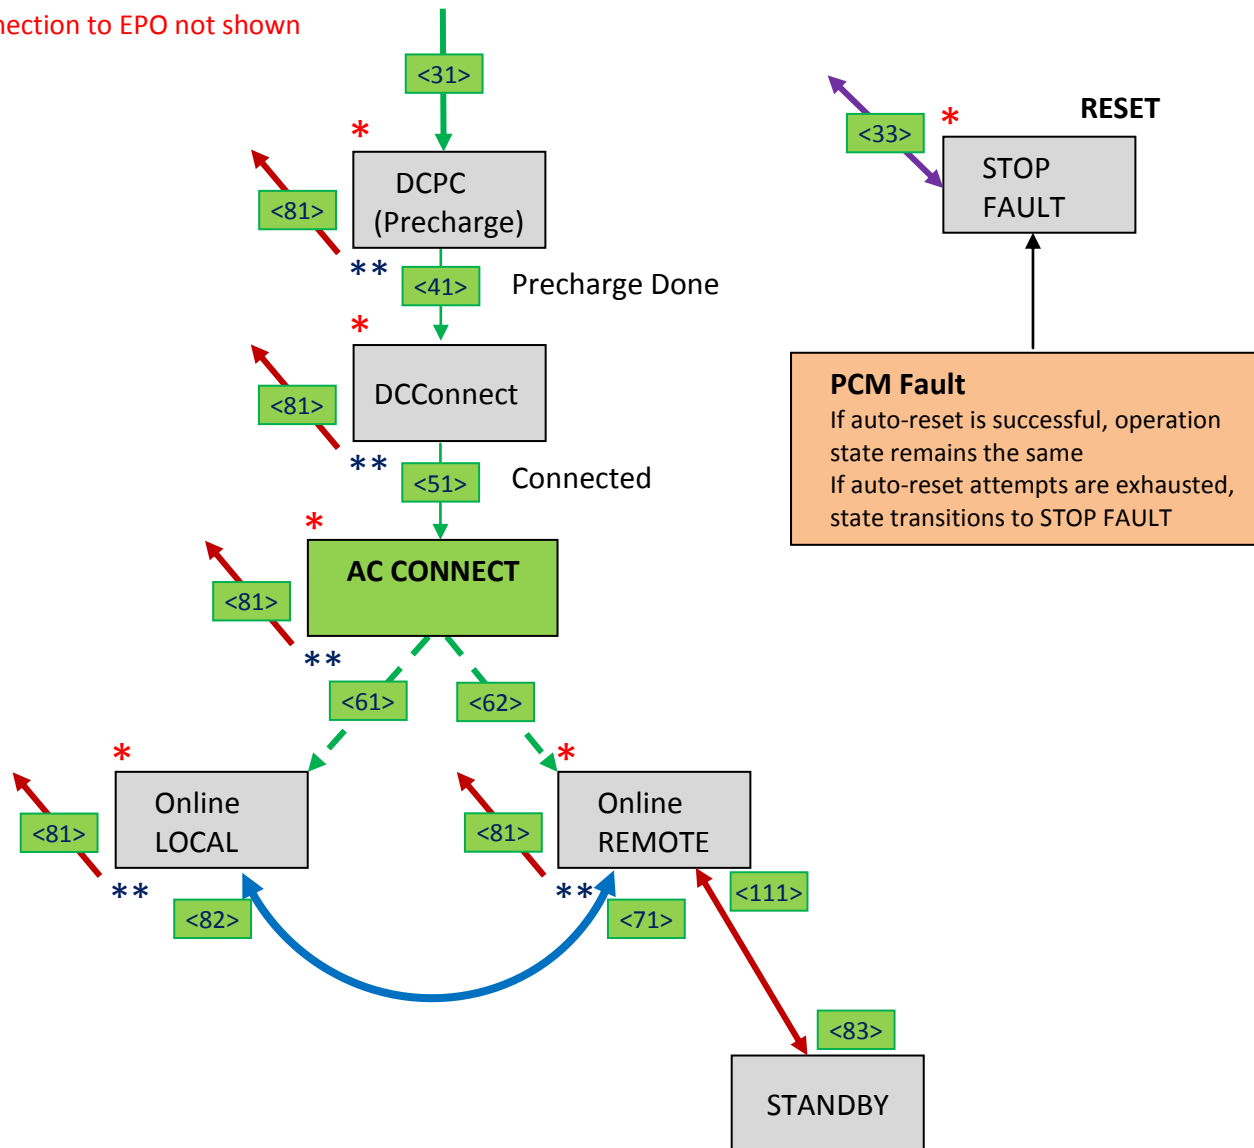 nection to EPO not shown
<31>
*
RESET
<33>
*
STOP
FAULT
DCPC
(Precharge)
<81>
**
<41>
Precharge Done
*
DCConnect
<81>
**
<51>
Connected
PCM Fault
If auto-reset is successful, operation
state remains the same
If auto-reset attempts are exhausted,
state transitions to STOP FAULT
*
AC CONNECT
<81>
**
<61>
<62>
*
Online
LOCAL
<81>
**
<82>
*
Online
REMOTE
<81>
**
<71>
<111>
<83>
STANDBY